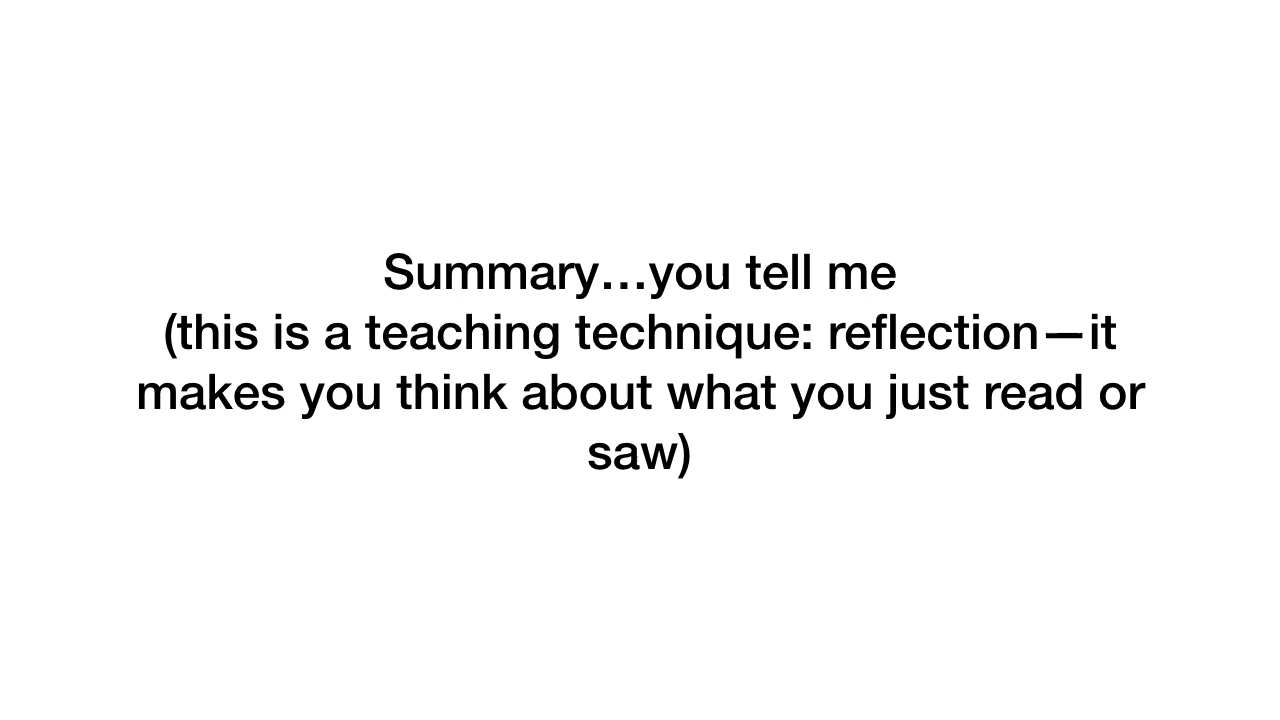 Summary…you tell me
(this is a teaching technique: reflection—it
makes you think about what you just read or
saw)